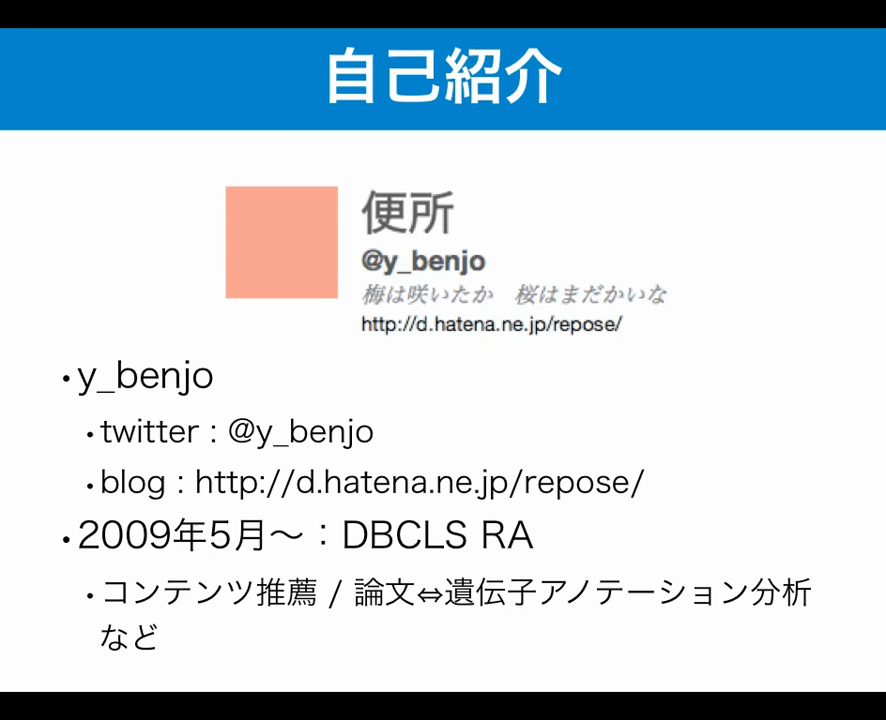 自己紹介
便所
@y_benjo
梅は咲いたか　桜はまだかいな
http://d.hatena.ne.jp/repose/
・y_benjo
・twitter : @y_benjo
・blog : http://d.hatena.ne.jp/repose/
・2009年5月〜：DBCLS RA
・コンテンツ推薦 / 論文⇔遺伝子アノテーション分析
など